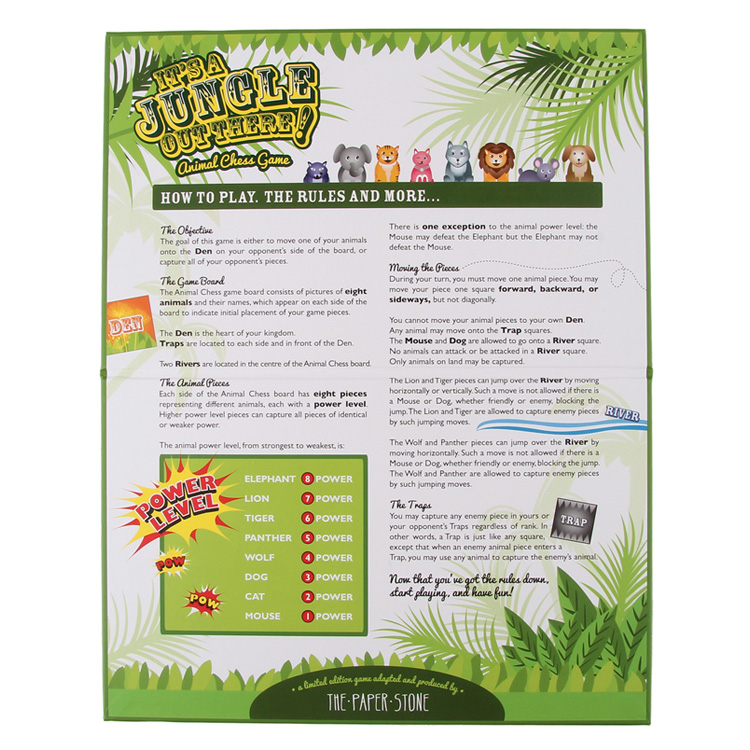 IT'S A
JUNGLE
OUT THERE!
Animal Chess Game
HOW TO PLAY. THE RULES AND MORE...
The Objective
The goal of this game is either to move one of your animals
onto the Den on your opponent's side of the board, or
capture all of your opponent's pieces.
The Game Board
The Animal Chess game board consists of pictures of eight
animals and their names, which appear on each side of the
board to indicate initial placement of your game pieces.
DEN
The Den is the heart of your kingdom.
Traps are located to each side and in front of the Den.
Two Rivers are located in the centre of the Animal Chess board.
The Animal Pieces
Each side of the Animal Chess board has eight pieces
representing different animals, each with a power level.
Higher power level pieces can capture all pieces of identical
or weaker power.
The animal power level, from strongest to weakest, is:
POWER
LEVEL
POW
POW
ELEPHANT 8 POWER
LION 7 POWER
TIGER 6 POWER
PANTHER 5 POWER
WOLF 4 POWER
DOG 3 POWER
CAT 2 POWER
MOUSE 1 POWER
There is one exception to the animal power level: the
Mouse may defeat the Elephant but the Elephant may not
defeat the Mouse.
Moving the Pieces
During your turn, you must move one animal piece. You may
move your piece one square forward, backward, or
sideways, but not diagonally.
You cannot move your animal pieces to your own Den.
Any animal may move onto the Trap squares.
The Mouse and Dog are allowed to go onto a River square.
No animals can attack or be attacked in a River square.
Only animals on land may be captured.
The Lion and Tiger pieces can jump over the River by moving
horizontally or vertically. Such a move is not allowed if there is
a Mouse or Dog, whether friendly or enemy, blocking the
jump. The Lion and Tiger are allowed to capture enemy pieces
by such jumping moves.
RIVER
The Wolf and Panther pieces can jump over the River by
moving horizontally. Such a move is not allowed if there is a
Mouse or Dog, whether friendly or enemy, blocking the jump.
The Wolf and Panther are allowed to capture enemy pieces
by such jumping moves.
The Traps
You may capture any enemy piece in yours or
your opponent's Traps regardless of rank. In
other words, a Trap is just like any square,
except that when an enemy animal piece enters a
Trap, you may use any animal to capture the enemy's animal.
TRAP
Now that you've got the rules down,
start playing, and have fun!
• a limited edition game adapted and produced by •
THE·PAPER·STONE